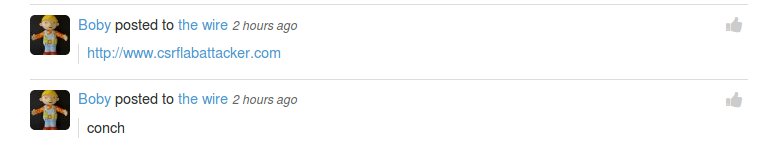 Boby posted to the wire 2 hours ago
http://www.csrflabattacker.com
Boby posted to the wire 2 hours ago
conch